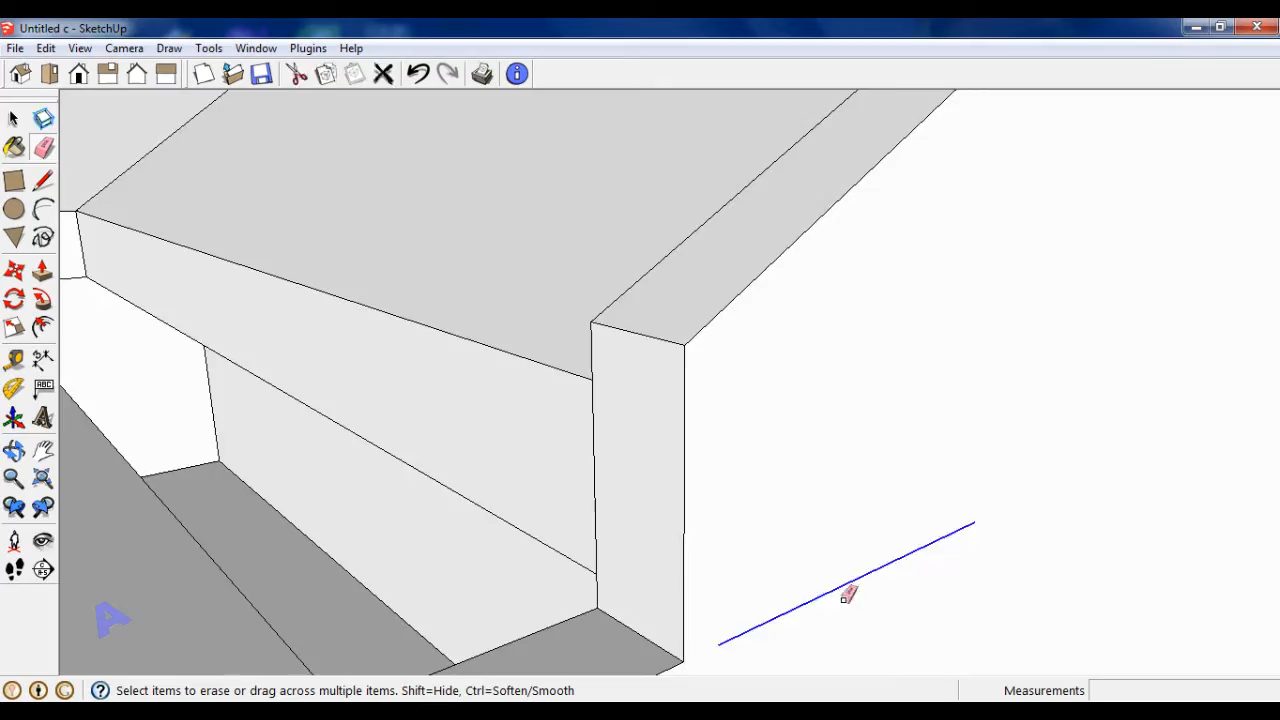 Untitled c - SketchUp
File Edit View Camera Draw Tools Window Plugins Help
ABC
A
Select items to erase or drag across multiple items. Shift=Hide, Ctrl=Soften/Smooth
Measurements